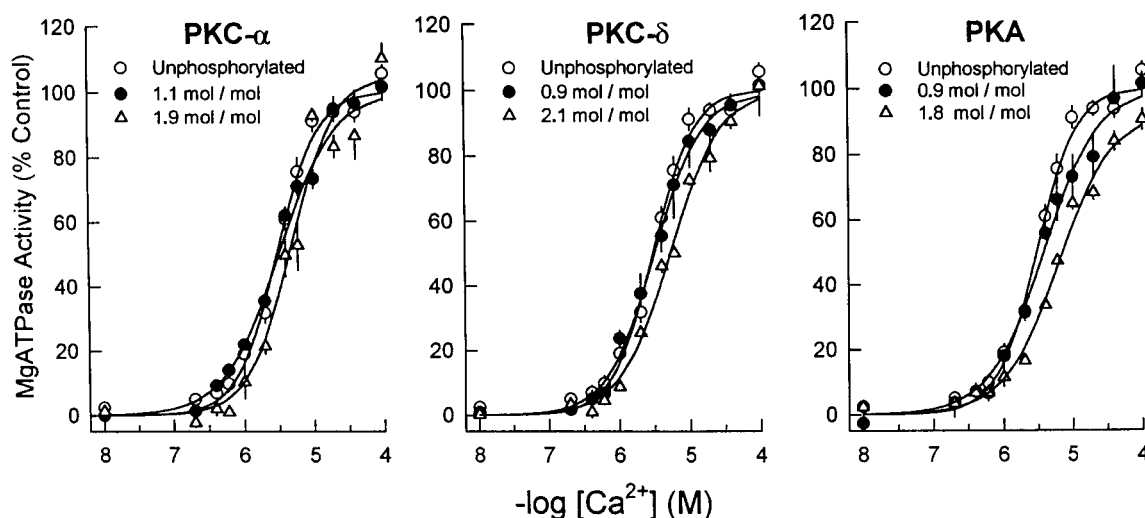 PKC-α
Unphosphorylated
1.1 mol / mol
1.9 mol / mol
PKC-δ
Unphosphorylated
0.9 mol / mol
2.1 mol / mol
PKA
Unphosphorylated
0.9 mol / mol
1.8 mol / mol
MgATPase Activity (% Control)
120
100
80
60
40
20
0
120
100
80
60
40
20
0
120
100
80
60
40
20
0
8 7 6 5 4
8 7 6 5 4
8 7 6 5 4
-log [Ca²⁺] (M)